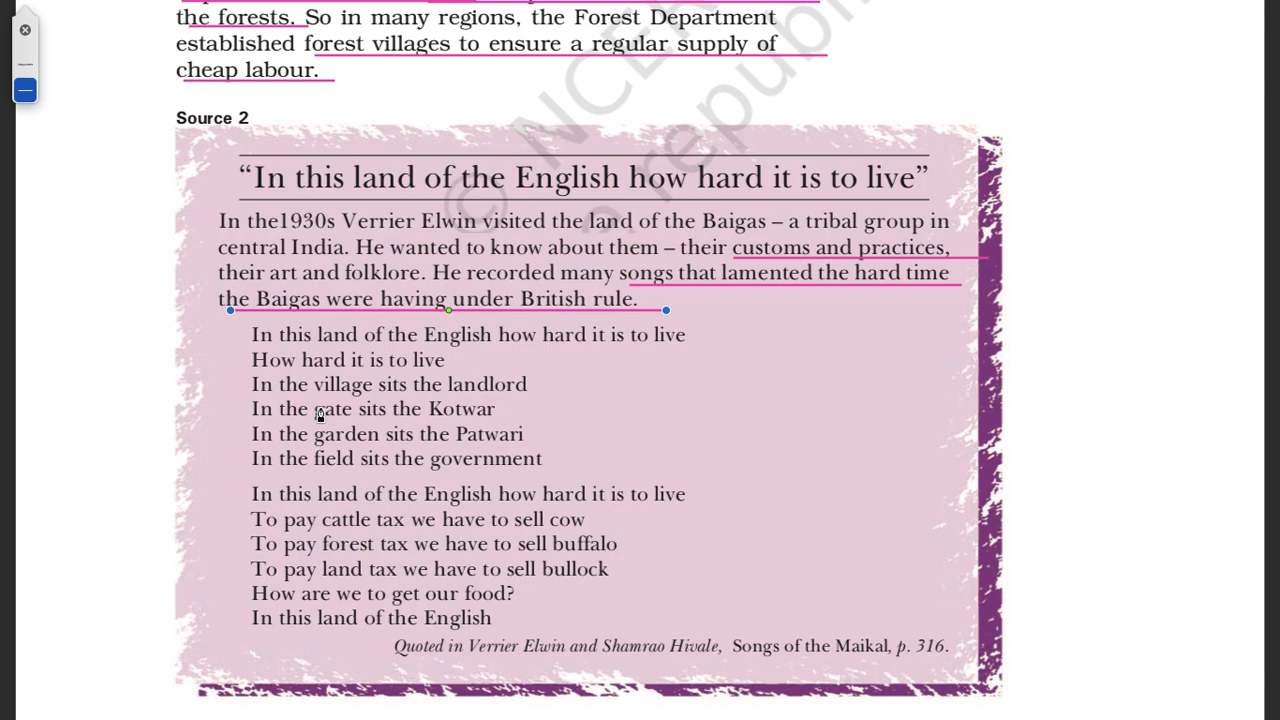 the forests. So in many regions, the Forest Department
established forest villages to ensure a regular supply of
cheap labour.
Source 2
“In this land of the English how hard it is to live”
In the1930s Verrier Elwin visited the land of the Baigas – a tribal group in
central India. He wanted to know about them – their customs and practices,
their art and folklore. He recorded many songs that lamented the hard time
the Baigas were having under British rule.
In this land of the English how hard it is to live
How hard it is to live
In the village sits the landlord
In the gate sits the Kotwar
In the garden sits the Patwari
In the field sits the government
In this land of the English how hard it is to live
To pay cattle tax we have to sell cow
To pay forest tax we have to sell buffalo
To pay land tax we have to sell bullock
How are we to get our food?
In this land of the English
Quoted in Verrier Elwin and Shamrao Hivale, Songs of the Maikal, p. 316.